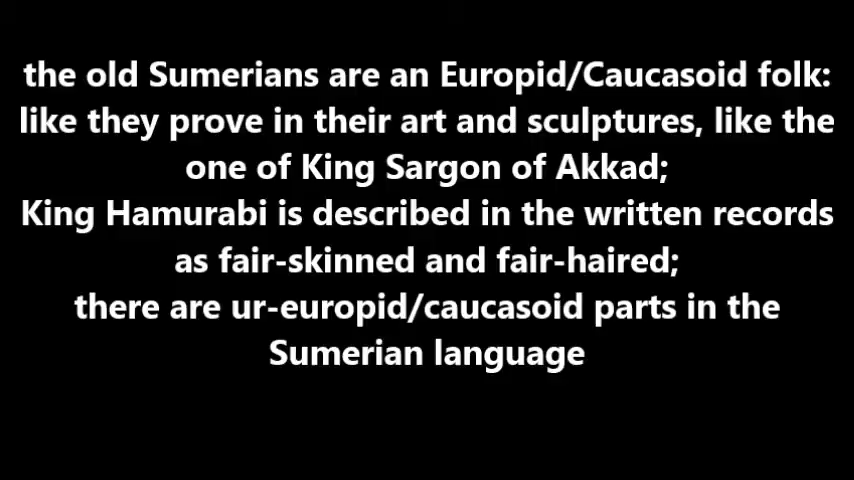 the old Sumerians are an Europid/Caucasoid folk:
like they prove in their art and sculptures, like the
one of King Sargon of Akkad;
King Hamurabi is described in the written records
as fair-skinned and fair-haired;
there are ur-europid/caucasoid parts in the
Sumerian language